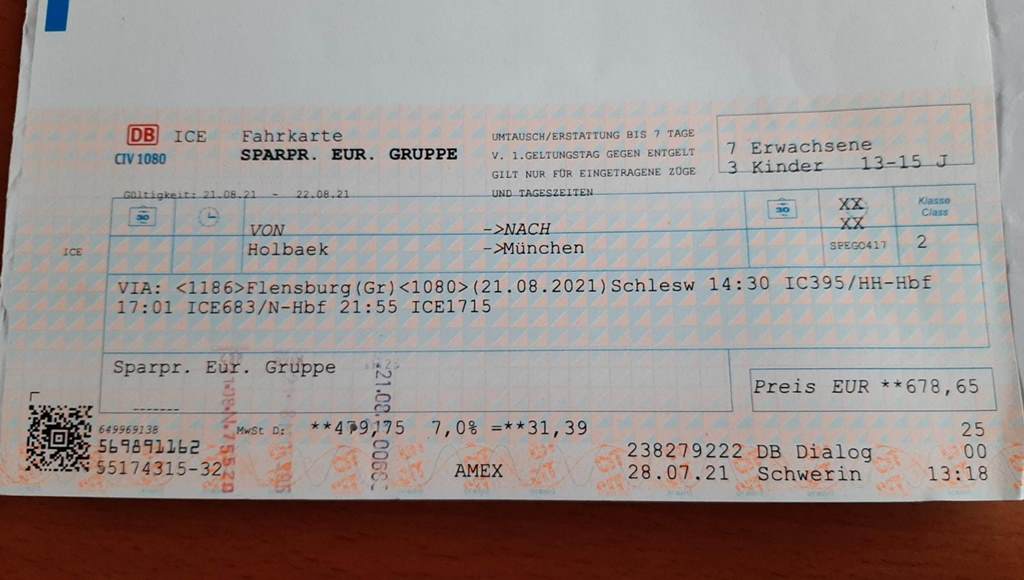 DB ICE Fahrkarte
CIV 1080 SPARPR. EUR. GRUPPE
UMTAUSCH/ERSTATTUNG BIS 7 TAGE
V. 1.GELTUNGSTAG GEGEN ENTGELT
GILT NUR FÜR EINGETRAGENE ZÜGE
UND TAGESZEITEN
7 Erwachsene
3 Kinder 13-15 J
Gültigkeit: 21.08.21 - 22.08.21
30 VON ->NACH 30 XX XX Klasse Class
ICE Holbaek ->München SPEGO417 2
VIA: <1186>Flensburg(Gr)<1080>(21.08.2021)Schlesw 14:30 IC395/HH-Hbf
17:01 ICE683/N-Hbf 21:55 ICE1715
Sparpr. Eur. Gruppe
Preis EUR **678,65
649969138 MwSt D: **479,175 7,0% =**31,39 25
569891162 238279222 DB Dialog 00
55174315-32 AMEX 28.07.21 Schwerin 13:18